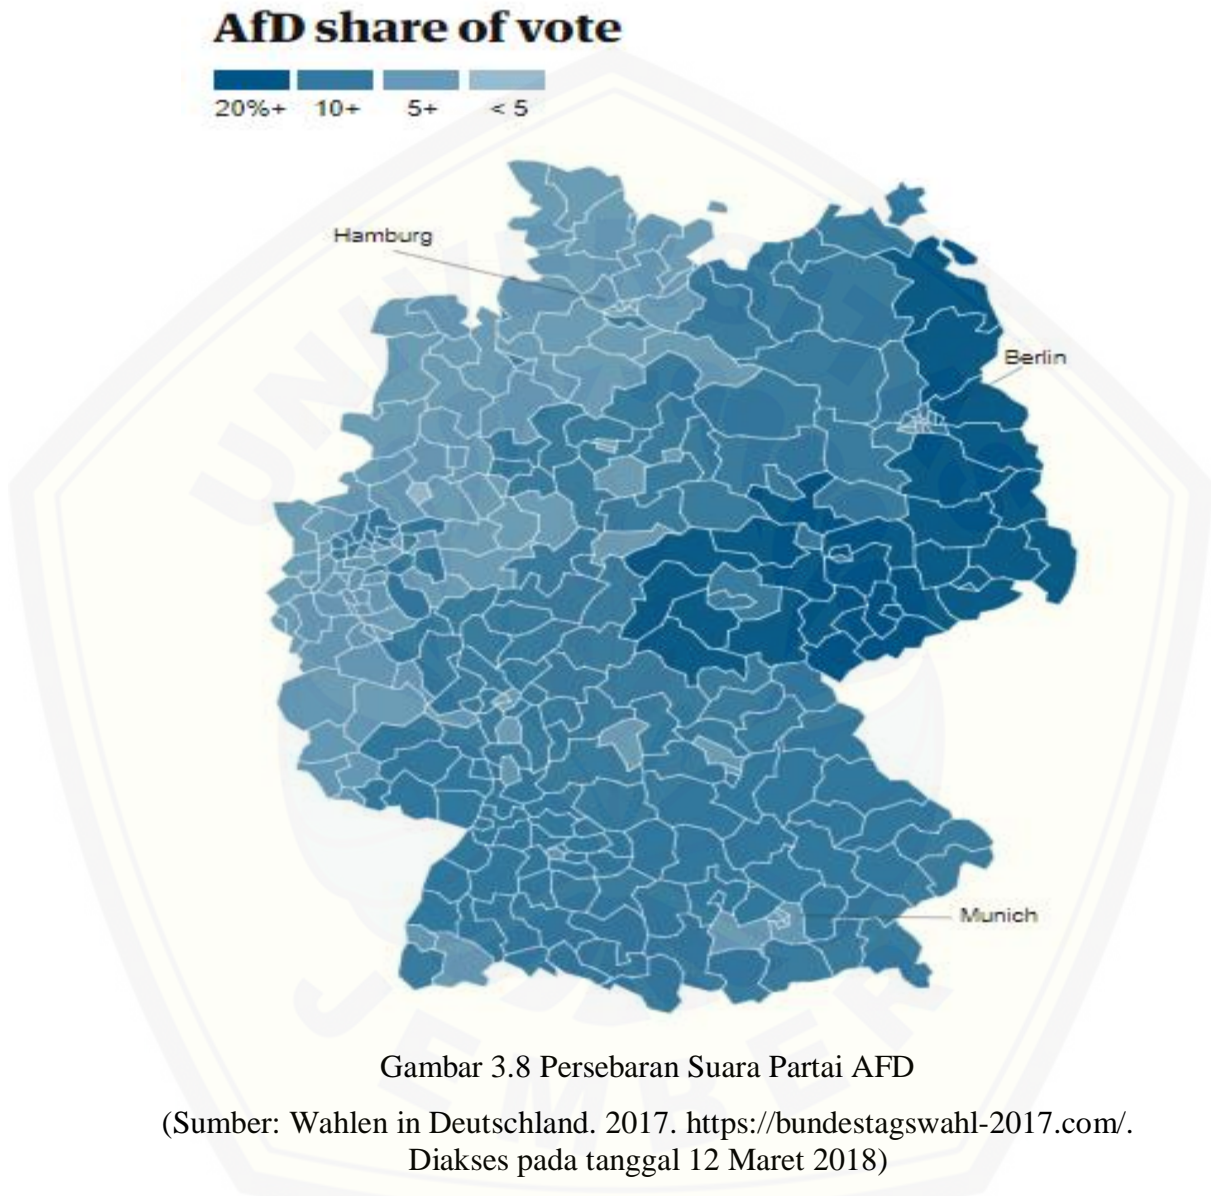 AfD share of vote
20%+ 10+ 5+ < 5
Hamburg
Berlin
Munich
Gambar 3.8 Persebaran Suara Partai AFD
(Sumber: Wahlen in Deutschland. 2017. https://bundestagswahl-2017.com/.
Diakses pada tanggal 12 Maret 2018)
JEMBER